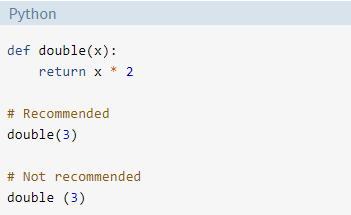 Python
def double(x):
    return x * 2
# Recommended
double(3)
# Not recommended
double (3)